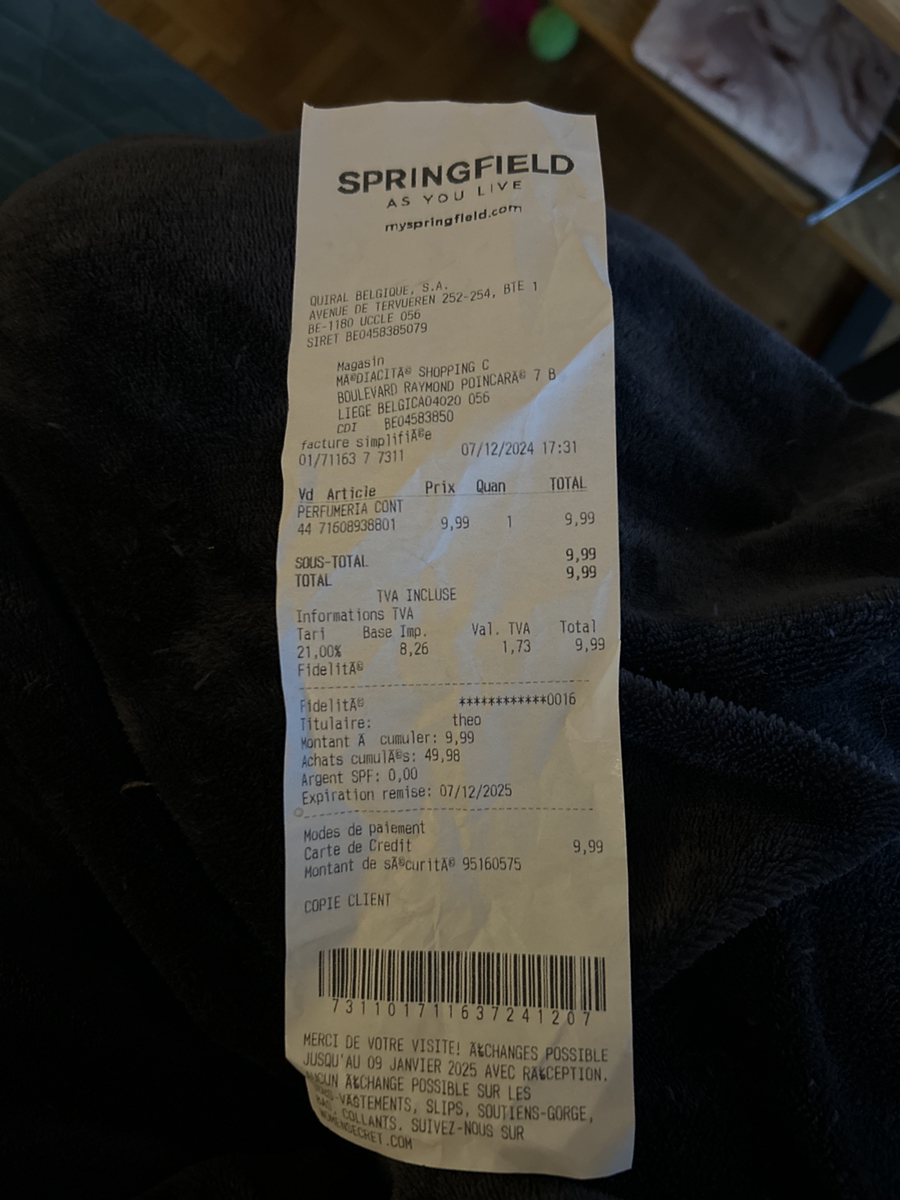 SPRINGFIELD
AS YOU LIVE
myspringfield.com
QUIRAL BELGIQUE, S.A.
AVENUE DE TERVUEREN 252-254, BTE 1
BE-1180 UCCLE 056
SIRET BE0458385079
Magasin
MÃ©DIACITÃ© SHOPPING C
BOULEVARD RAYMOND POINCARÃ© 7 B
LIEGE BELGICA04020 056
CDI BE04583850
facture simplifiÃ©e
01/71163 7 7311 07/12/2024 17:31
Vd Article Prix Quan TOTAL
PERFUMERIA CONT
44 71608938801 9,99 1 9,99
SOUS-TOTAL 9,99
TOTAL 9,99
TVA INCLUSE
Informations TVA
Tari Base Imp. Val. TVA Total
21,00% 8,26 1,73 9,99
FidelitÃ©
FidelitÃ© ************0016
Titulaire: theo
Montant Ã cumuler: 9,99
Achats cumulÃ©s: 49,98
Argent SPF: 0,00
Expiration remise: 07/12/2025
Modes de paiement
Carte de Credit 9,99
Montant de sÃ©curitÃ© 95160575
COPIE CLIENT
731101711637241207
MERCI DE VOTRE VISITE! Ã‰CHANGES POSSIBLE
JUSQU'AU 09 JANVIER 2025 AVEC RÃ‰CEPTION.
AUCUN Ã‰CHANGE POSSIBLE SUR LES
COLLANTS. SUIVEZ-NOUS SUR